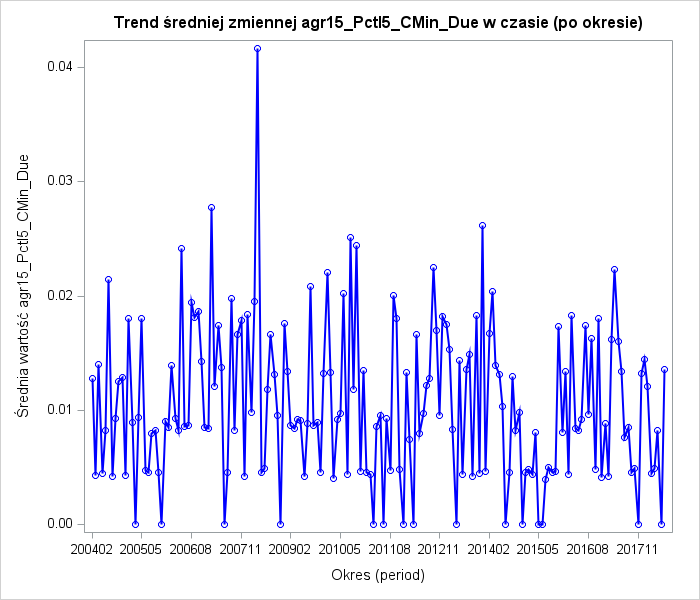 Trend średniej zmiennej agr15_Pctl5_CMin_Due w czasie (po okresie)
Średnia wartość agr15_Pctl5_CMin_Due
0.04
0.03
0.02
0.01
0.00
200402 200505 200608 200711 200902 201005 201108 201211 201402 201505 201608 201711
Okres (period)